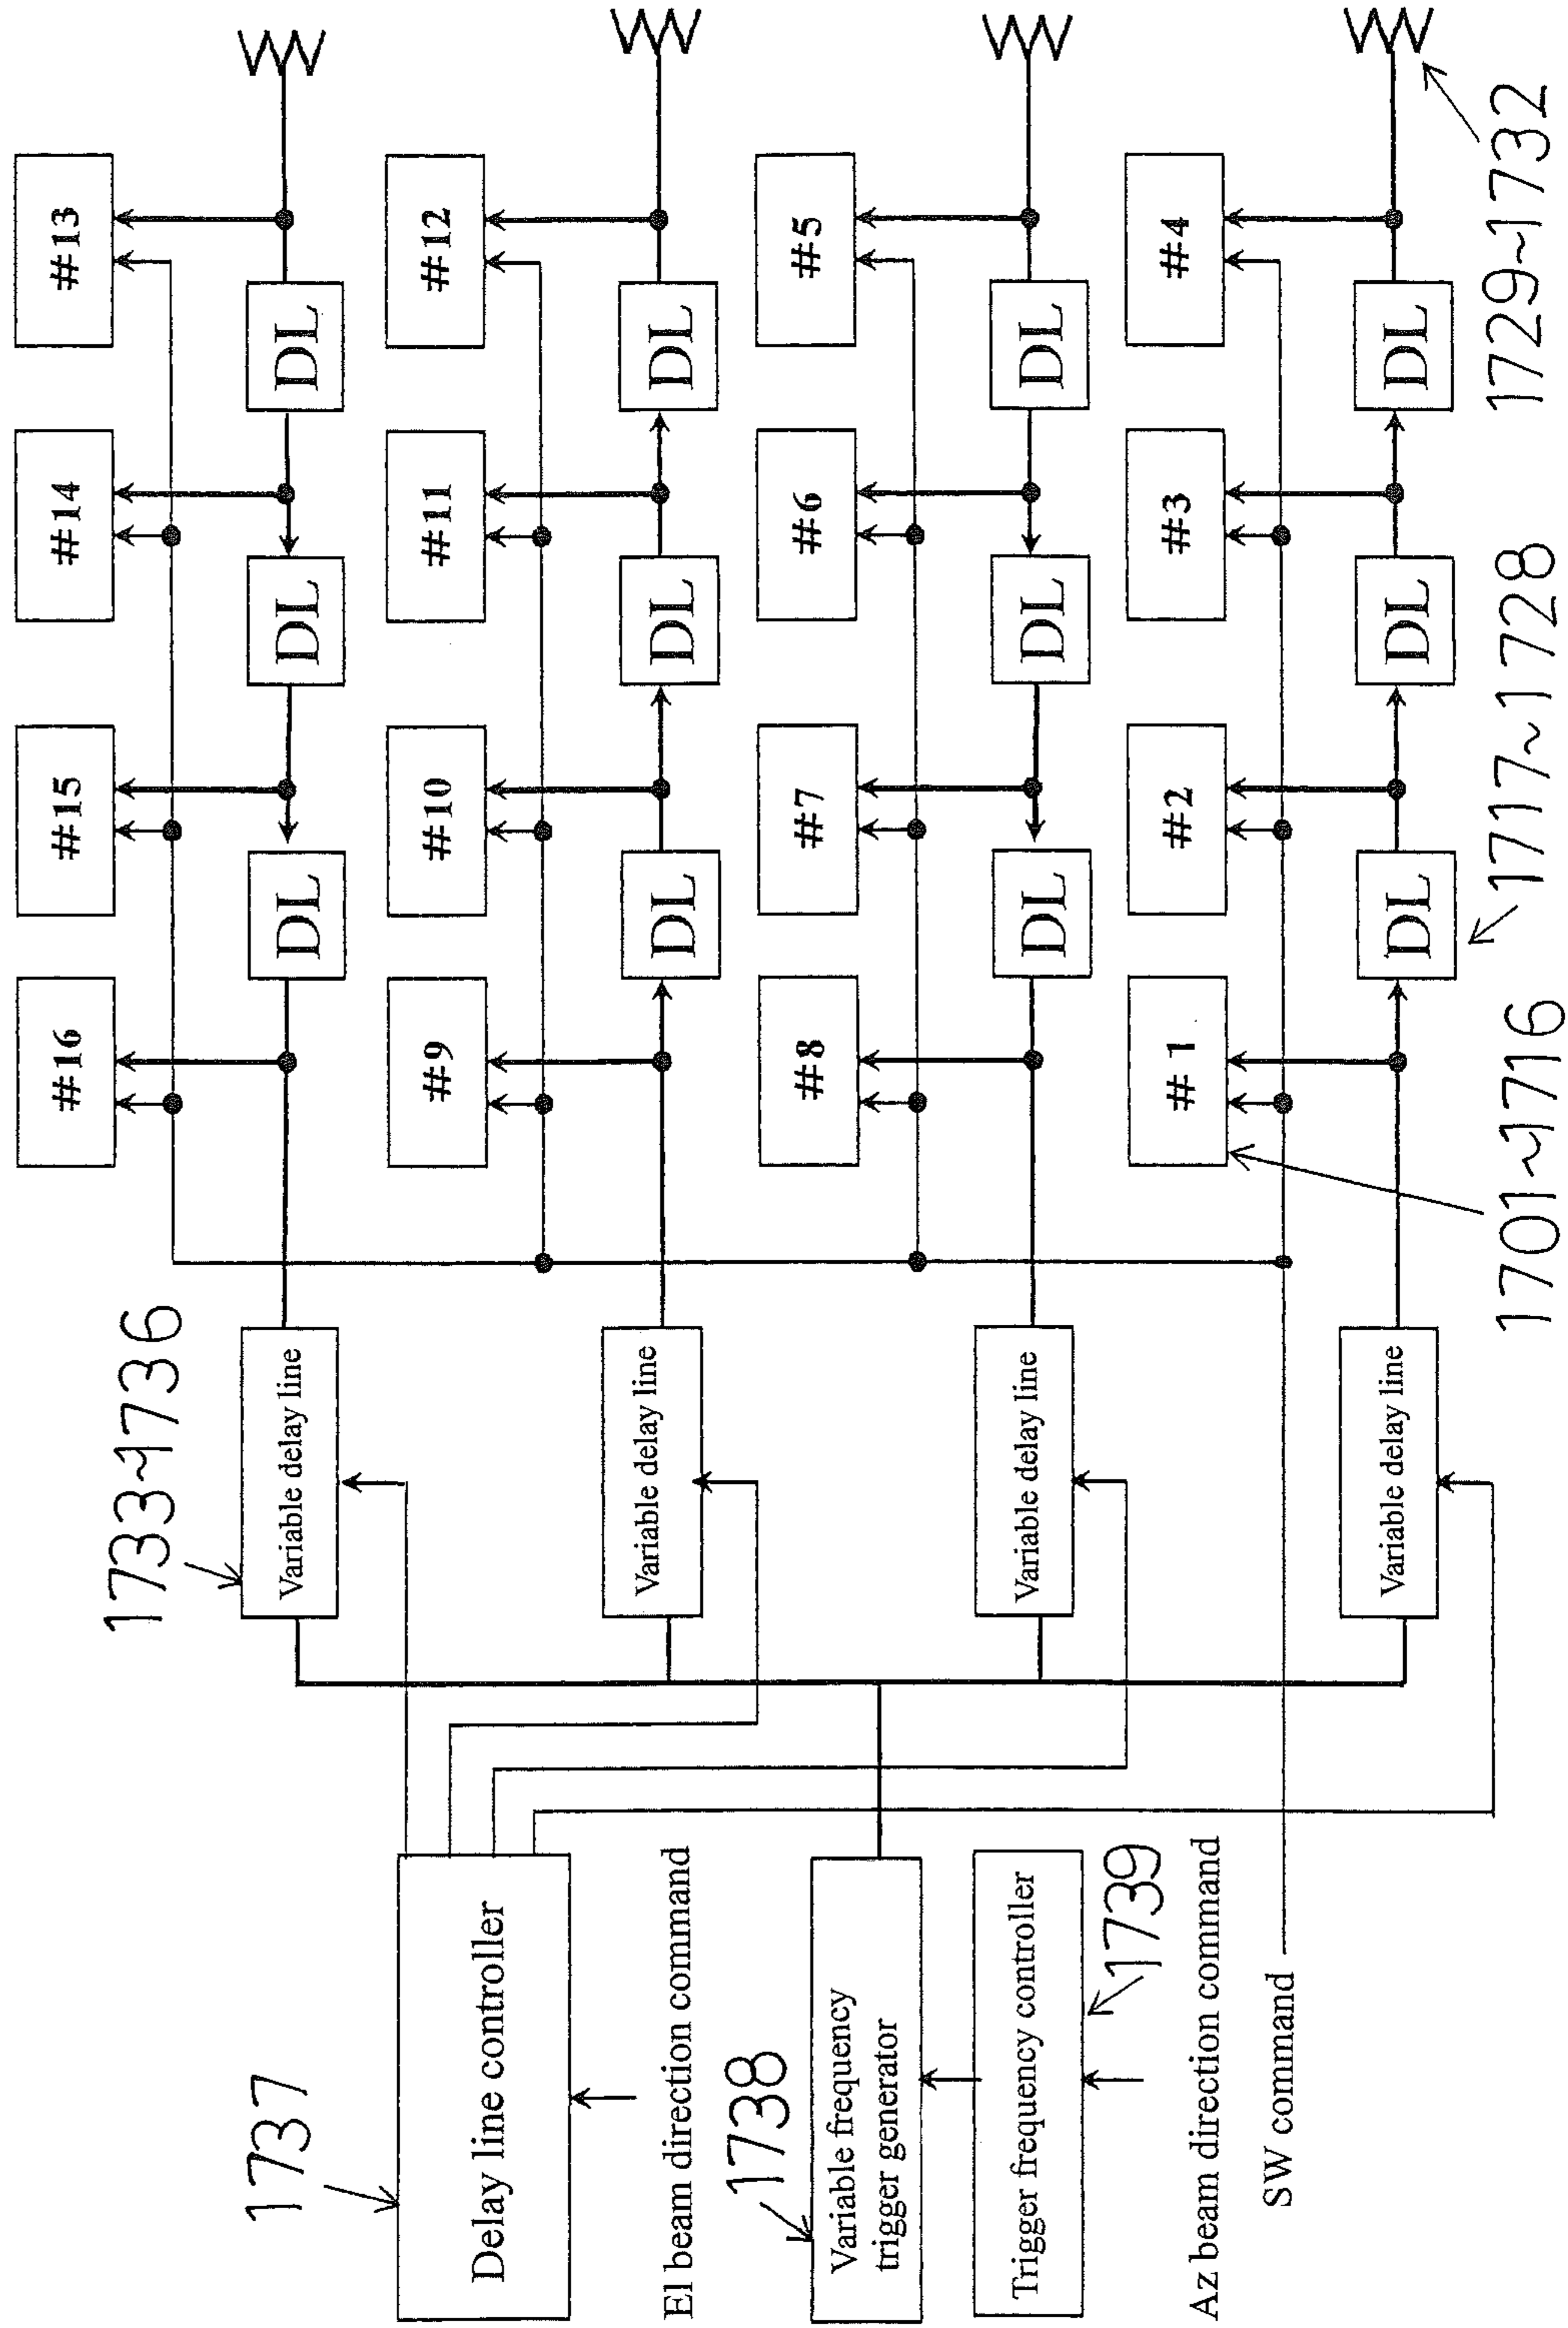 #16
#15
#14
#13
1733~1736
1737
Variable delay line
DL
DL
DL
#9
#10
#11
#12
Delay line controller
Variable delay line
DL
DL
DL
El beam direction command
1738
#8
#7
#6
#5
Variable frequency
trigger generator
Trigger frequency controller
Variable delay line
DL
DL
DL
1739
#1
#2
#3
#4
Az beam direction command
SW command
Variable delay line
DL
DL
DL
1701~1716
1717~1728
1729~1732